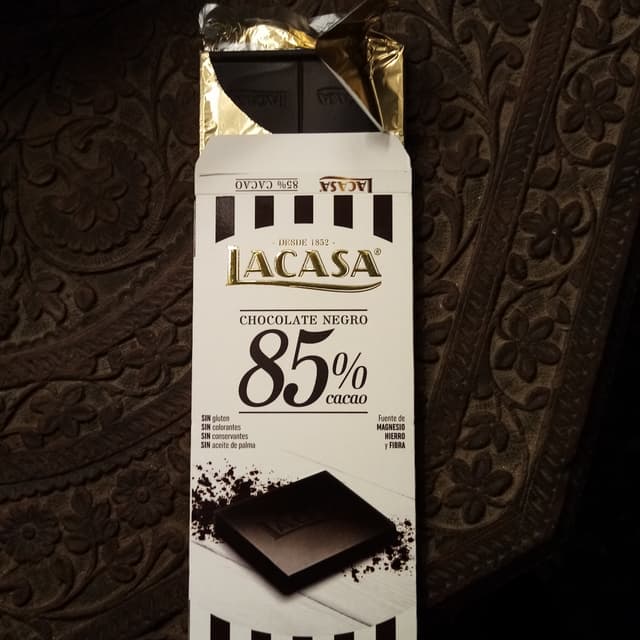 85% CACAO LACASA
- DESDE 1852 -
LACASA®
CHOCOLATE NEGRO
85%
cacao
SIN gluten
SIN colorantes
SIN conservantes
SIN aceite de palma
Fuente de
MAGNESIO
HIERRO
y FIBRA
LACASA